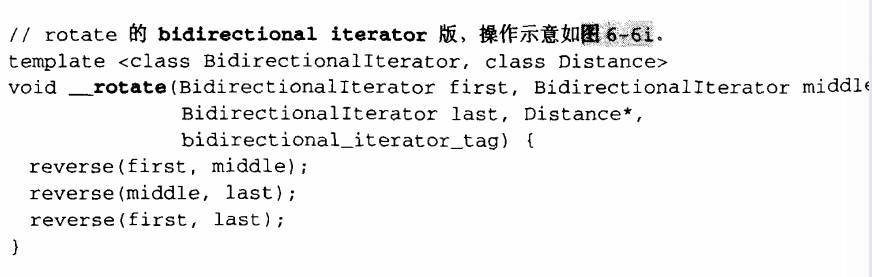 // rotate 的 bidirectional iterator 版，操作示意如图 6-6i。
template <class BidirectionalIterator, class Distance>
void __rotate(BidirectionalIterator first, BidirectionalIterator middle
BidirectionalIterator last, Distance*,
bidirectional_iterator_tag) {
reverse(first, middle);
reverse(middle, last);
reverse(first, last);
}